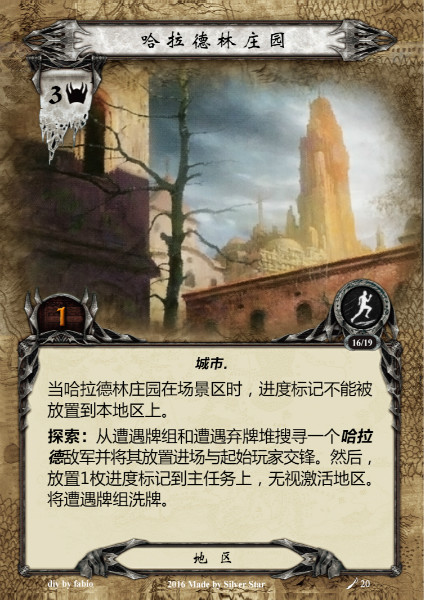 哈拉德林庄园
3
1
16/19
城市.
当哈拉德林庄园在场景区时，进度标记不能被
放置到本地区上。
探索：从遭遇牌组和遭遇弃牌堆搜寻一个哈拉
德敌军并将其放置进场与起始玩家交锋。然后，
放置1枚进度标记到主任务上，无视激活地区。
将遭遇牌组洗牌。
地 区
diy by fabio 2016 Made by Silver Star 20